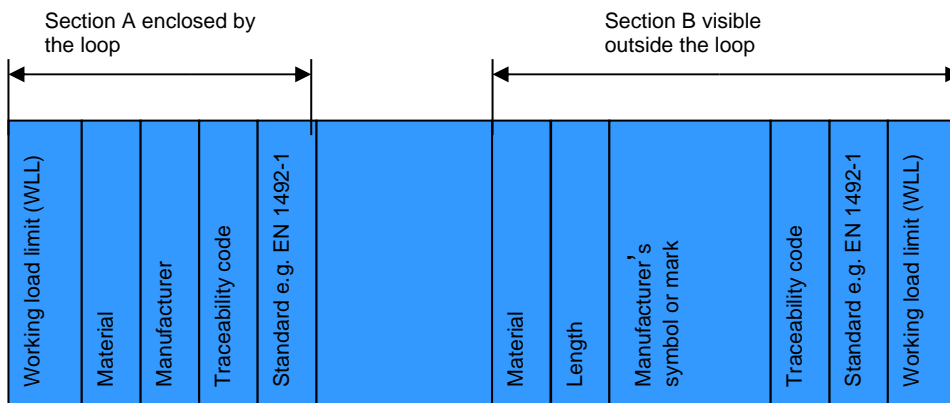 Section A enclosed by
the loop
Section B visible
outside the loop
Working load limit (WLL)
Material
Manufacturer
Traceability code
Standard e.g. EN 1492-1
Material
Length
Manufacturer's
symbol or mark
Traceability code
Standard e.g. EN 1492-1
Working load limit (WLL)